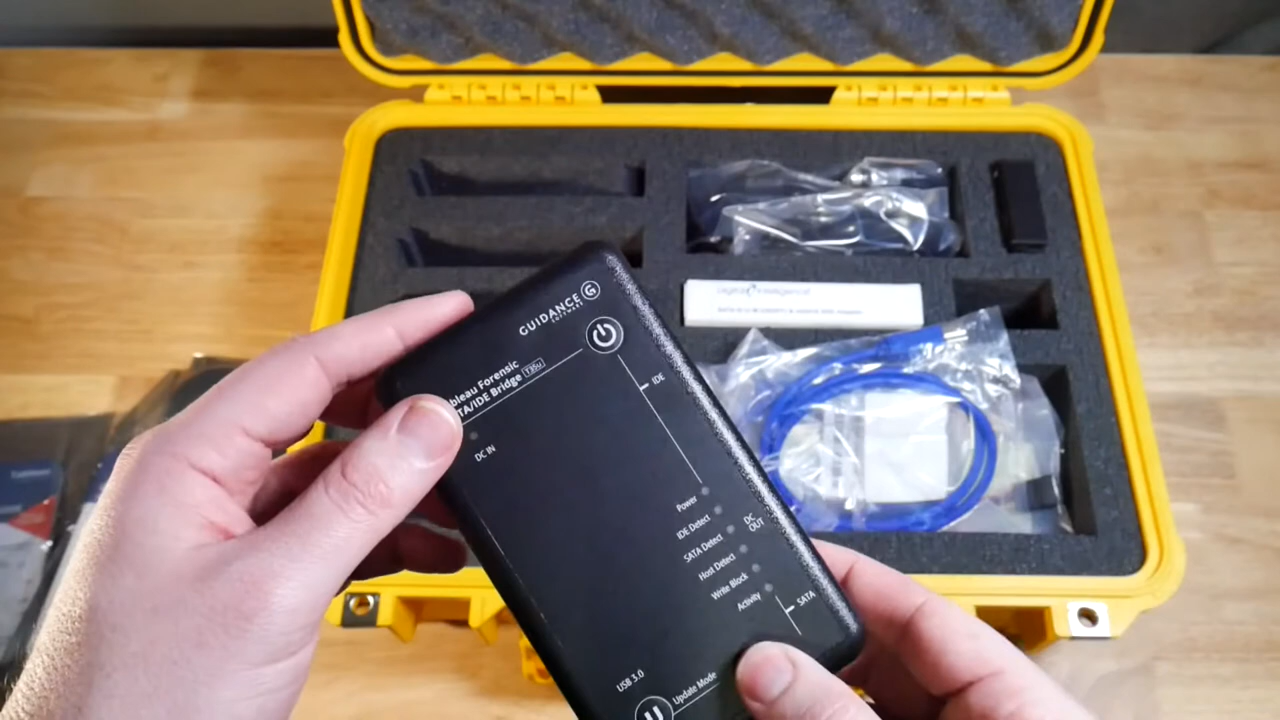 GUIDANCE
SOFTWARE
bleau Forensic
TA/IDE Bridge T35u
IDE
DC IN
Power
IDE Detect
SATA Detect
Host Detect
Write Block
Activity
DC
OUT
SATA
USB 3.0
Update Mode
Digital Intelligence